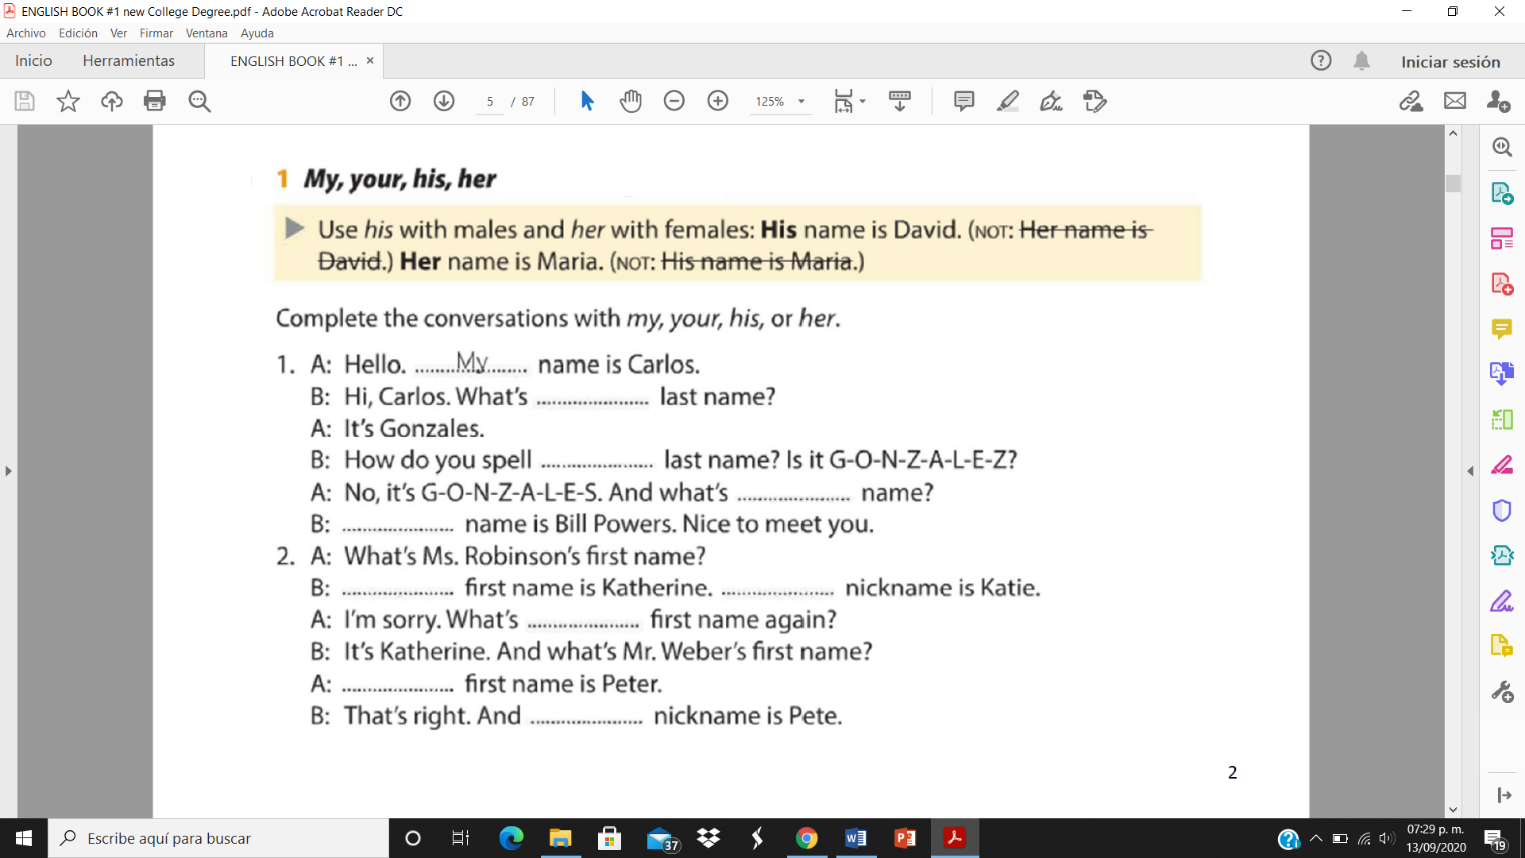 ENGLISH BOOK #1 new College Degree.pdf - Adobe Acrobat Reader DC
Archivo Edición Ver Firmar Ventana Ayuda
Inicio Herramientas ENGLISH BOOK #1 ... × ? Iniciar sesión
5 / 87 125%
1 My, your, his, her
Use his with males and her with females: His name is David. (NOT: Her name is
David.) Her name is Maria. (NOT: His name is Maria.)
Complete the conversations with my, your, his, or her.
1. A: Hello. ........My........ name is Carlos.
B: Hi, Carlos. What's ...................... last name?
A: It's Gonzales.
B: How do you spell ...................... last name? Is it G-O-N-Z-A-L-E-Z?
A: No, it's G-O-N-Z-A-L-E-S. And what's ...................... name?
B: ...................... name is Bill Powers. Nice to meet you.
2. A: What's Ms. Robinson's first name?
B: ...................... first name is Katherine. ...................... nickname is Katie.
A: I'm sorry. What's ...................... first name again?
B: It's Katherine. And what's Mr. Weber's first name?
A: ...................... first name is Peter.
B: That's right. And ...................... nickname is Pete.
2
Escribe aquí para buscar 37 07:29 p. m.
13/09/2020 19